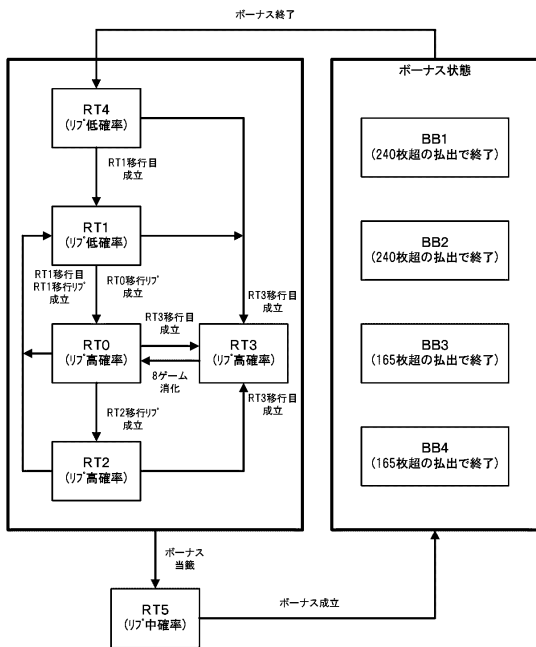 ボーナス終了
ボーナス状態
RT4
(ﾘﾌﾟ低確率)
RT1移行目
成立
RT1
(ﾘﾌﾟ低確率)
RT1移行目
RT1移行ﾘﾌﾟ
成立
RT0移行ﾘﾌﾟ
成立
RT3移行目
成立
RT0
(ﾘﾌﾟ高確率)
RT3移行目
成立
RT3
(ﾘﾌﾟ高確率)
8ゲーム
消化
RT2移行ﾘﾌﾟ
成立
RT3移行目
成立
RT2
(ﾘﾌﾟ高確率)
BB1
(240枚超の払出で終了)
BB2
(240枚超の払出で終了)
BB3
(165枚超の払出で終了)
BB4
(165枚超の払出で終了)
ボーナス
当籤
RT5
(ﾘﾌﾟ中確率)
ボーナス成立